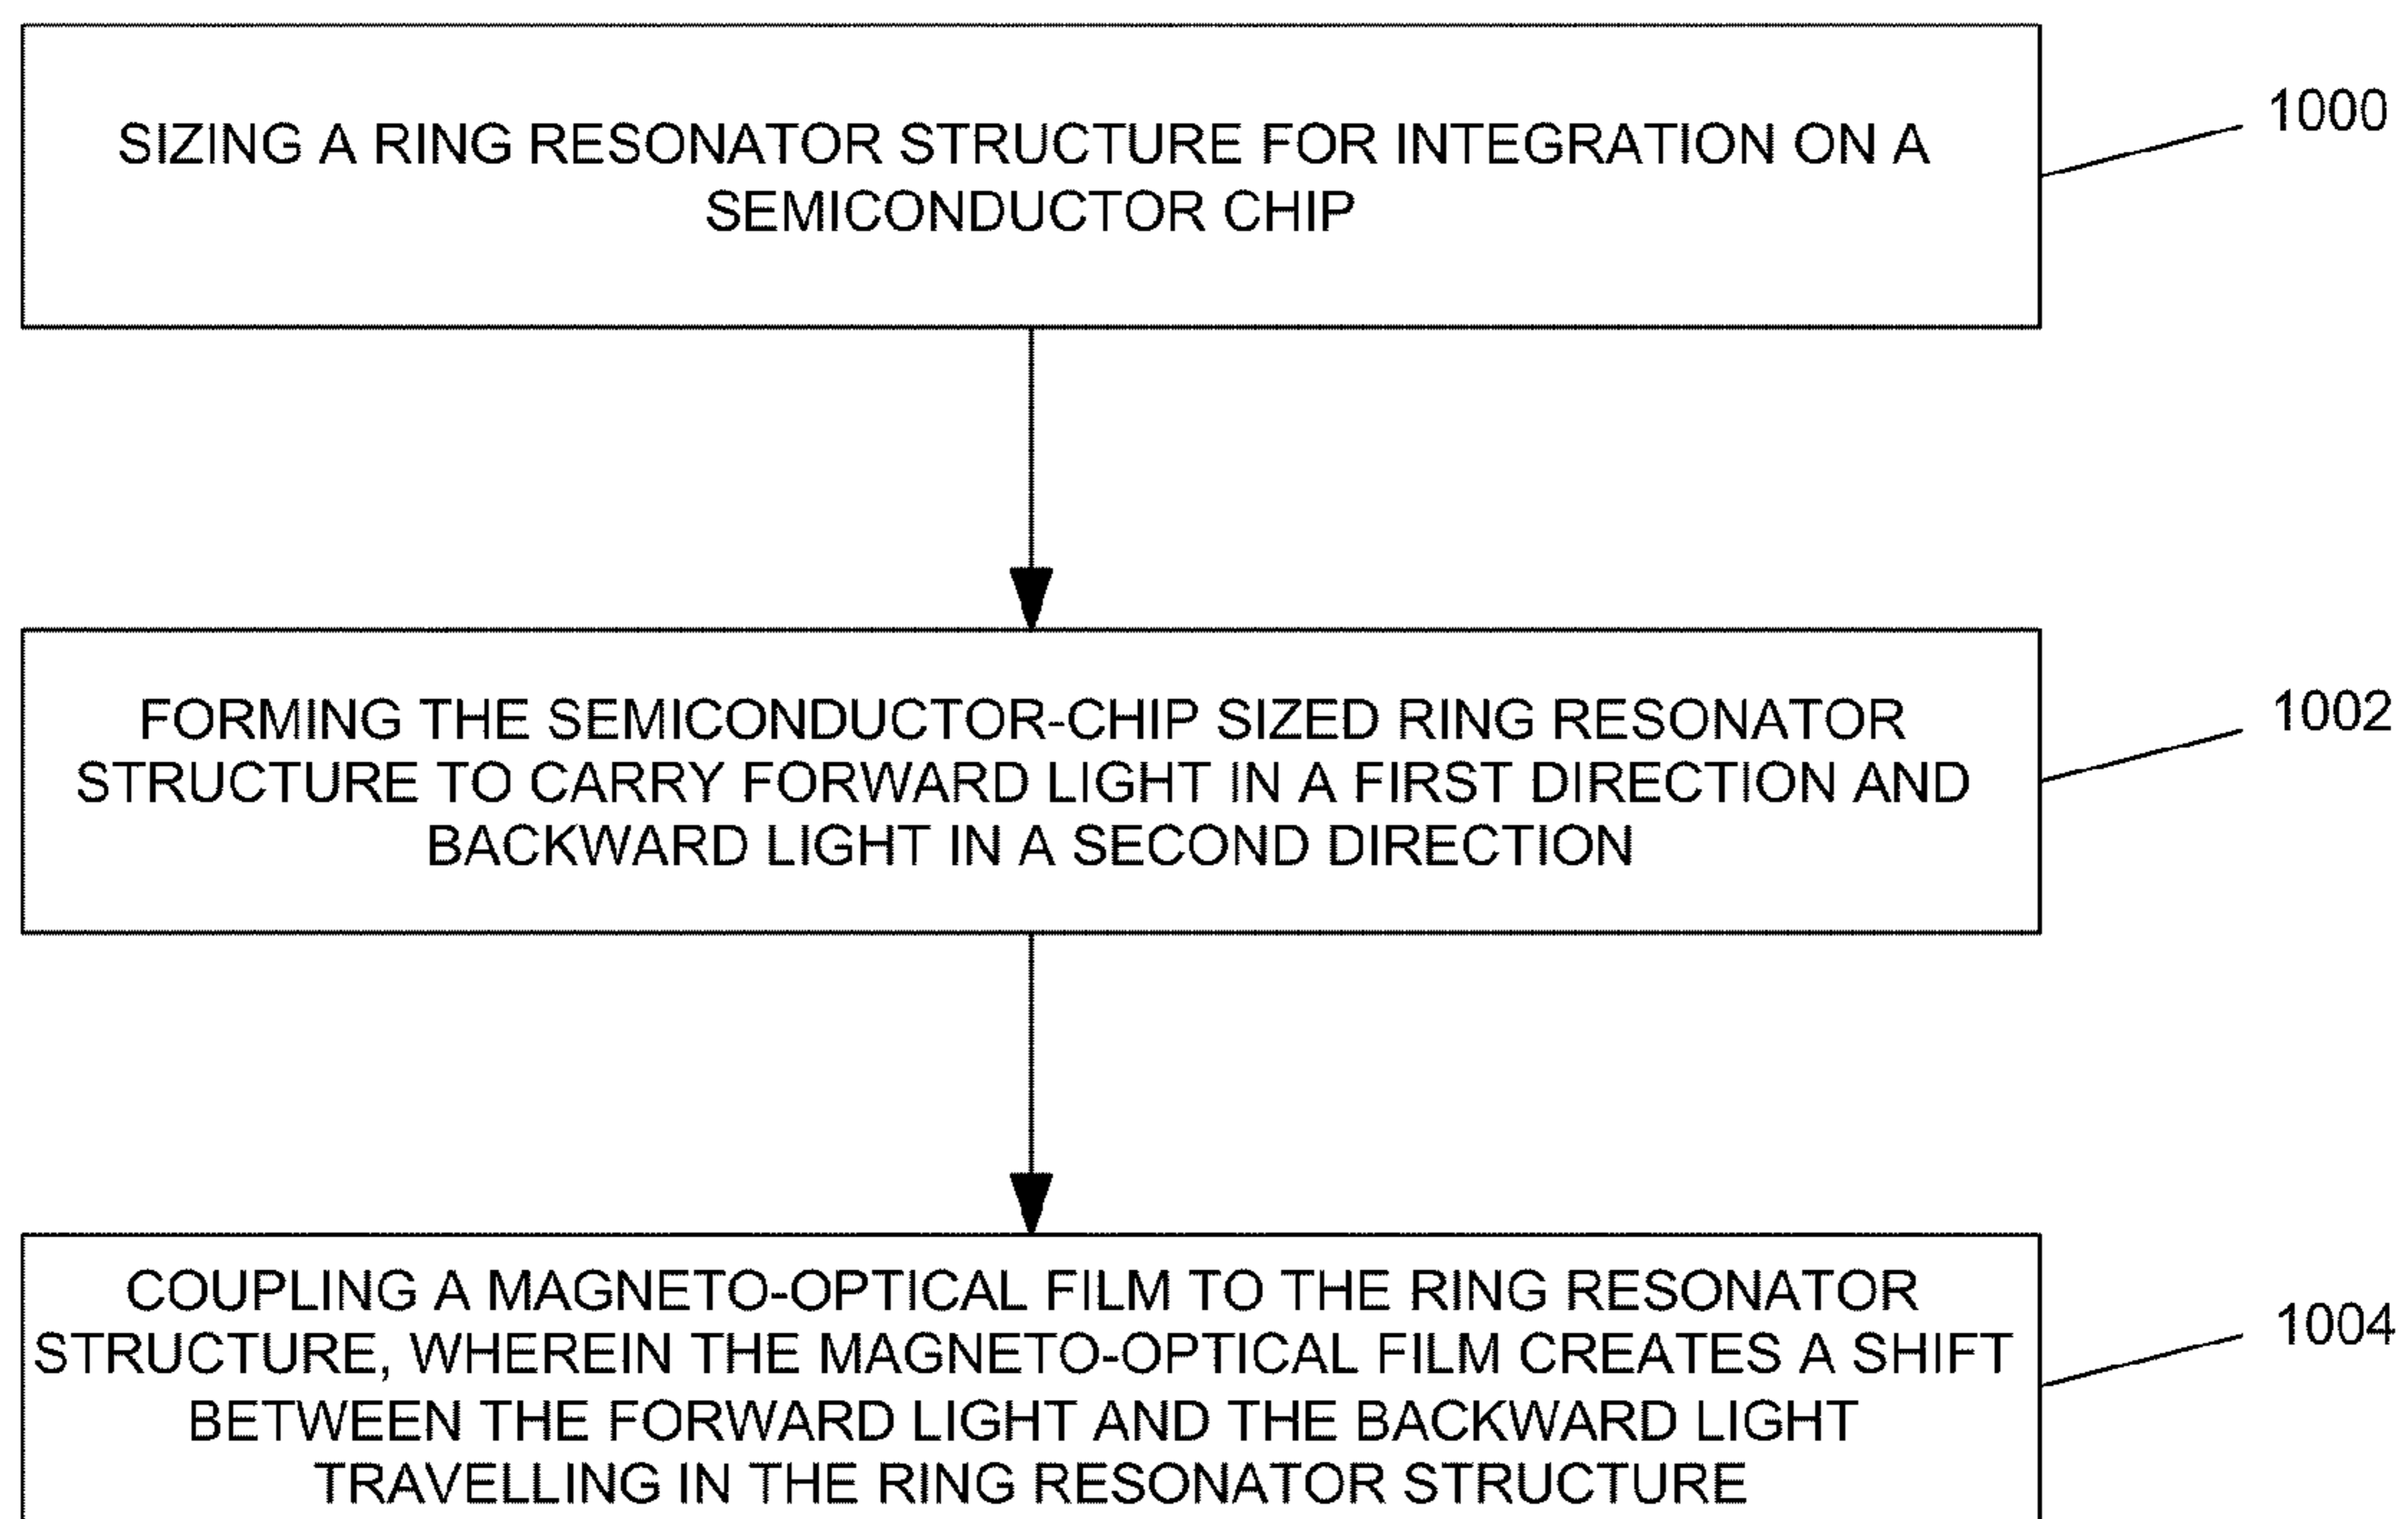 SIZING A RING RESONATOR STRUCTURE FOR INTEGRATION ON A
SEMICONDUCTOR CHIP
1000
FORMING THE SEMICONDUCTOR-CHIP SIZED RING RESONATOR
STRUCTURE TO CARRY FORWARD LIGHT IN A FIRST DIRECTION AND
BACKWARD LIGHT IN A SECOND DIRECTION
1002
COUPLING A MAGNETO-OPTICAL FILM TO THE RING RESONATOR
STRUCTURE, WHEREIN THE MAGNETO-OPTICAL FILM CREATES A SHIFT
BETWEEN THE FORWARD LIGHT AND THE BACKWARD LIGHT
TRAVELLING IN THE RING RESONATOR STRUCTURE
1004